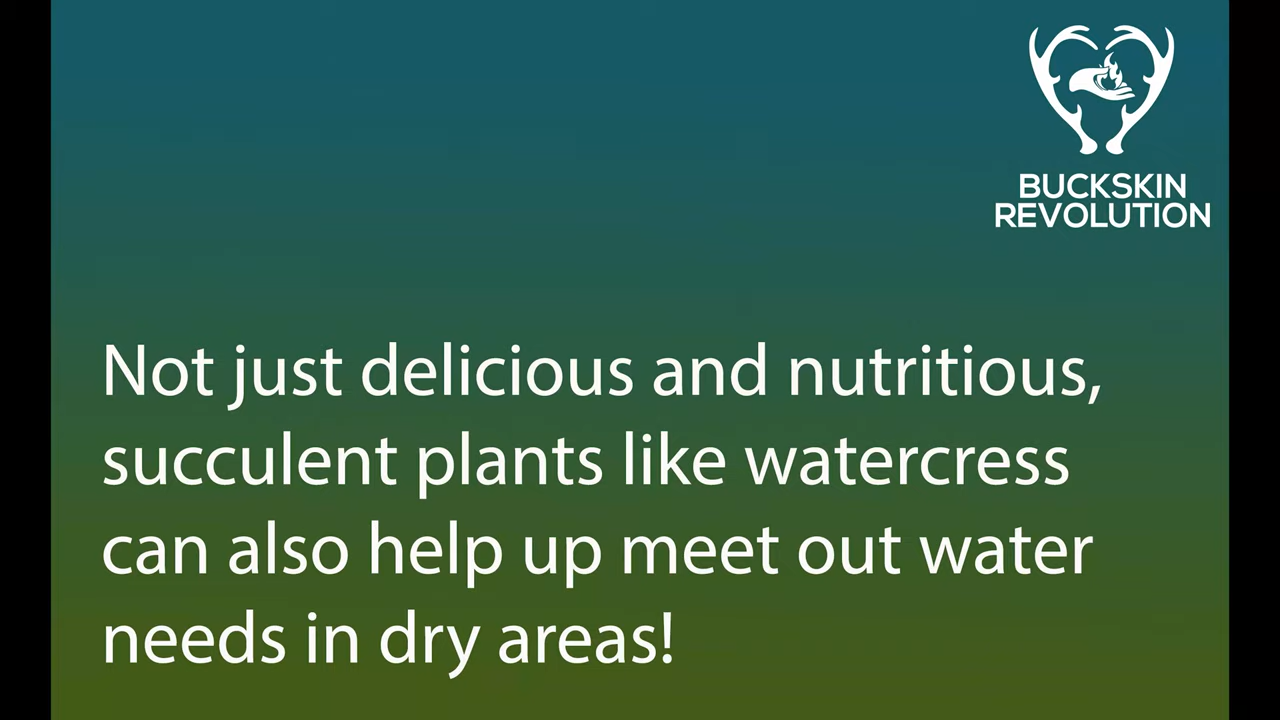 BUCKSKIN
REVOLUTION
Not just delicious and nutritious,
succulent plants like watercress
can also help up meet out water
needs in dry areas!